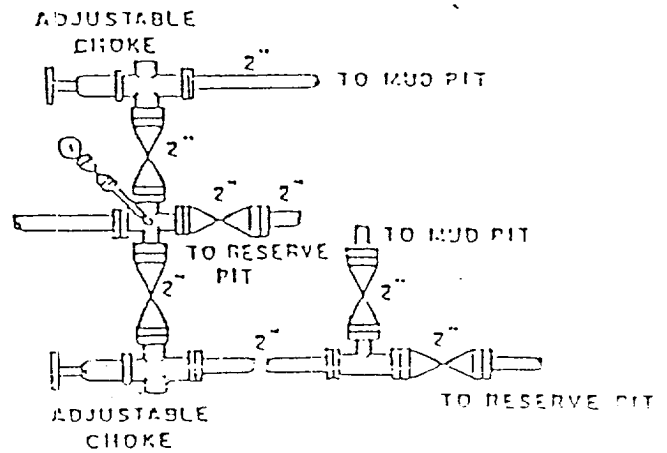 ADJUSTABLE
CHOKE
2"
TO MUD PIT
2"
2" 2"
TO RESERVE
PIT
TO MUD PIT
2"
2"
2"
2"
TO RESERVE PIT
ADJUSTABLE
CHOKE